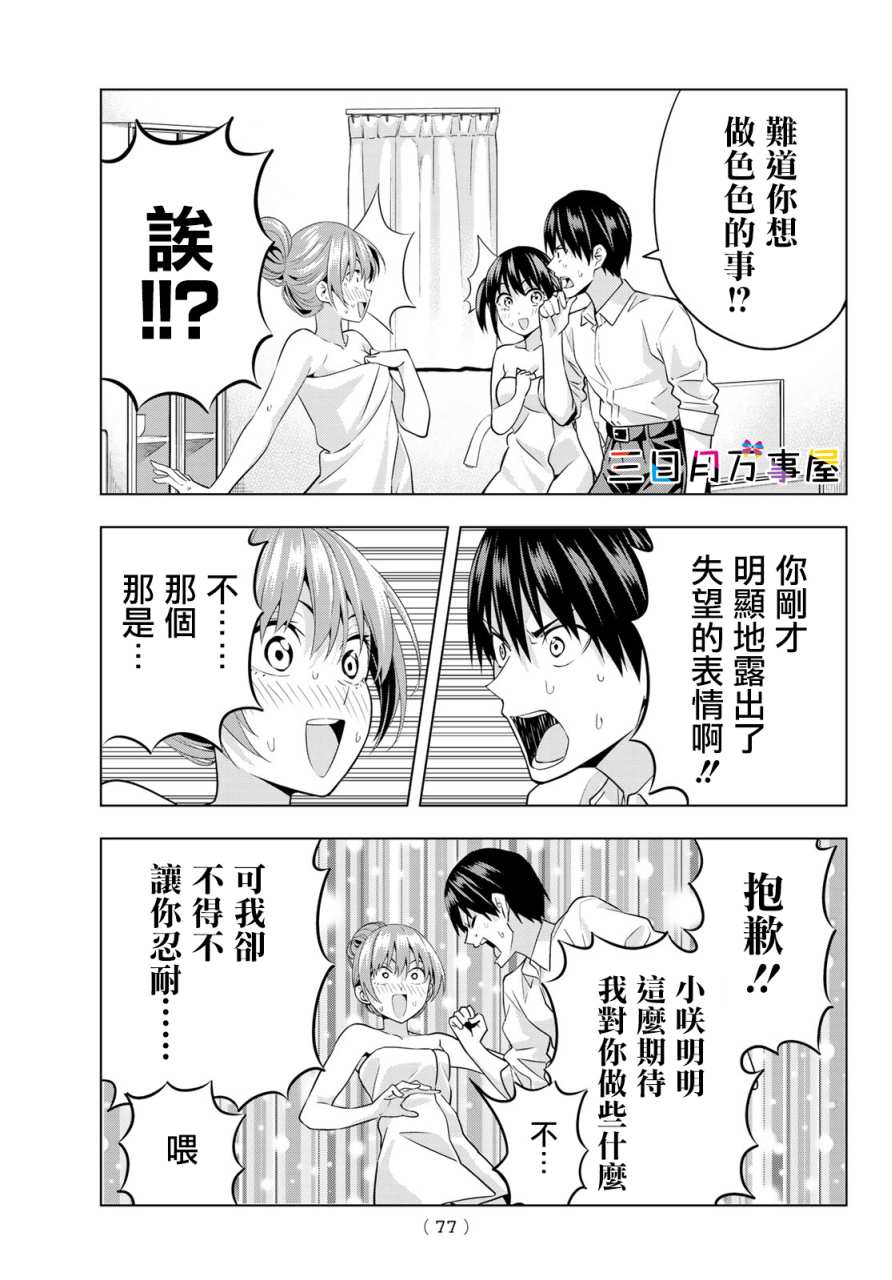 難道你想
做色色的事!?
誒
!!?
三日月万事屋
你剛才
明顯地露出了
失望的表情啊!!
不……
那個
那是…
抱歉!!
小咲明明
這麼期待
我對你做些什麼
不…
可我卻
不得不
讓你忍耐……
喂
( 77 )